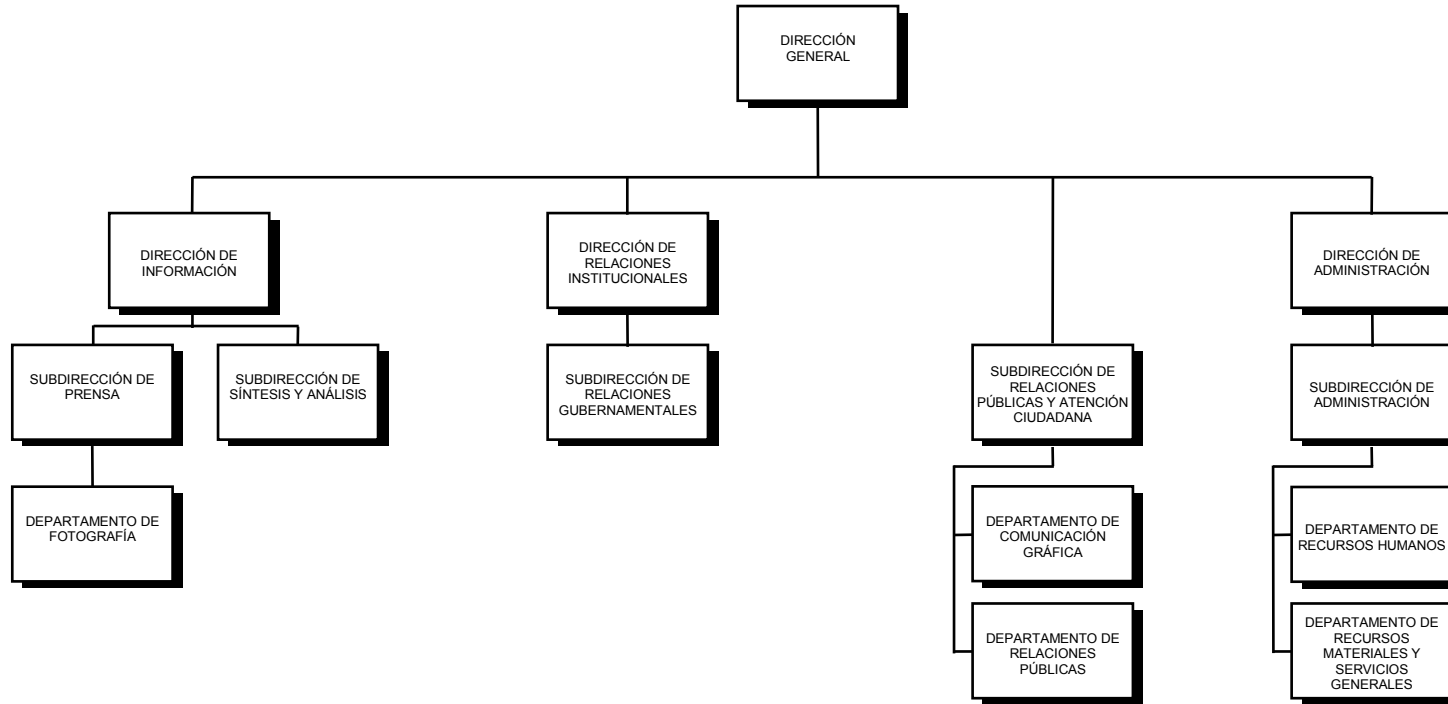 DIRECCIÓN
GENERAL
DIRECCIÓN DE
INFORMACIÓN
DIRECCIÓN DE
RELACIONES
INSTITUCIONALES
DIRECCIÓN DE
ADMINISTRACIÓN
SUBDIRECCIÓN DE
PRENSA
SUBDIRECCIÓN DE
SÍNTESIS Y ANÁLISIS
SUBDIRECCIÓN DE
RELACIONES
GUBERNAMENTALES
SUBDIRECCIÓN DE
RELACIONES
PÚBLICAS Y ATENCIÓN
CIUDADANA
SUBDIRECCIÓN DE
ADMINISTRACIÓN
DEPARTAMENTO DE
FOTOGRAFÍA
DEPARTAMENTO DE
COMUNICACIÓN
GRÁFICA
DEPARTAMENTO DE
RECURSOS HUMANOS
DEPARTAMENTO DE
RELACIONES
PÚBLICAS
DEPARTAMENTO DE
RECURSOS
MATERIALES Y
SERVICIOS
GENERALES